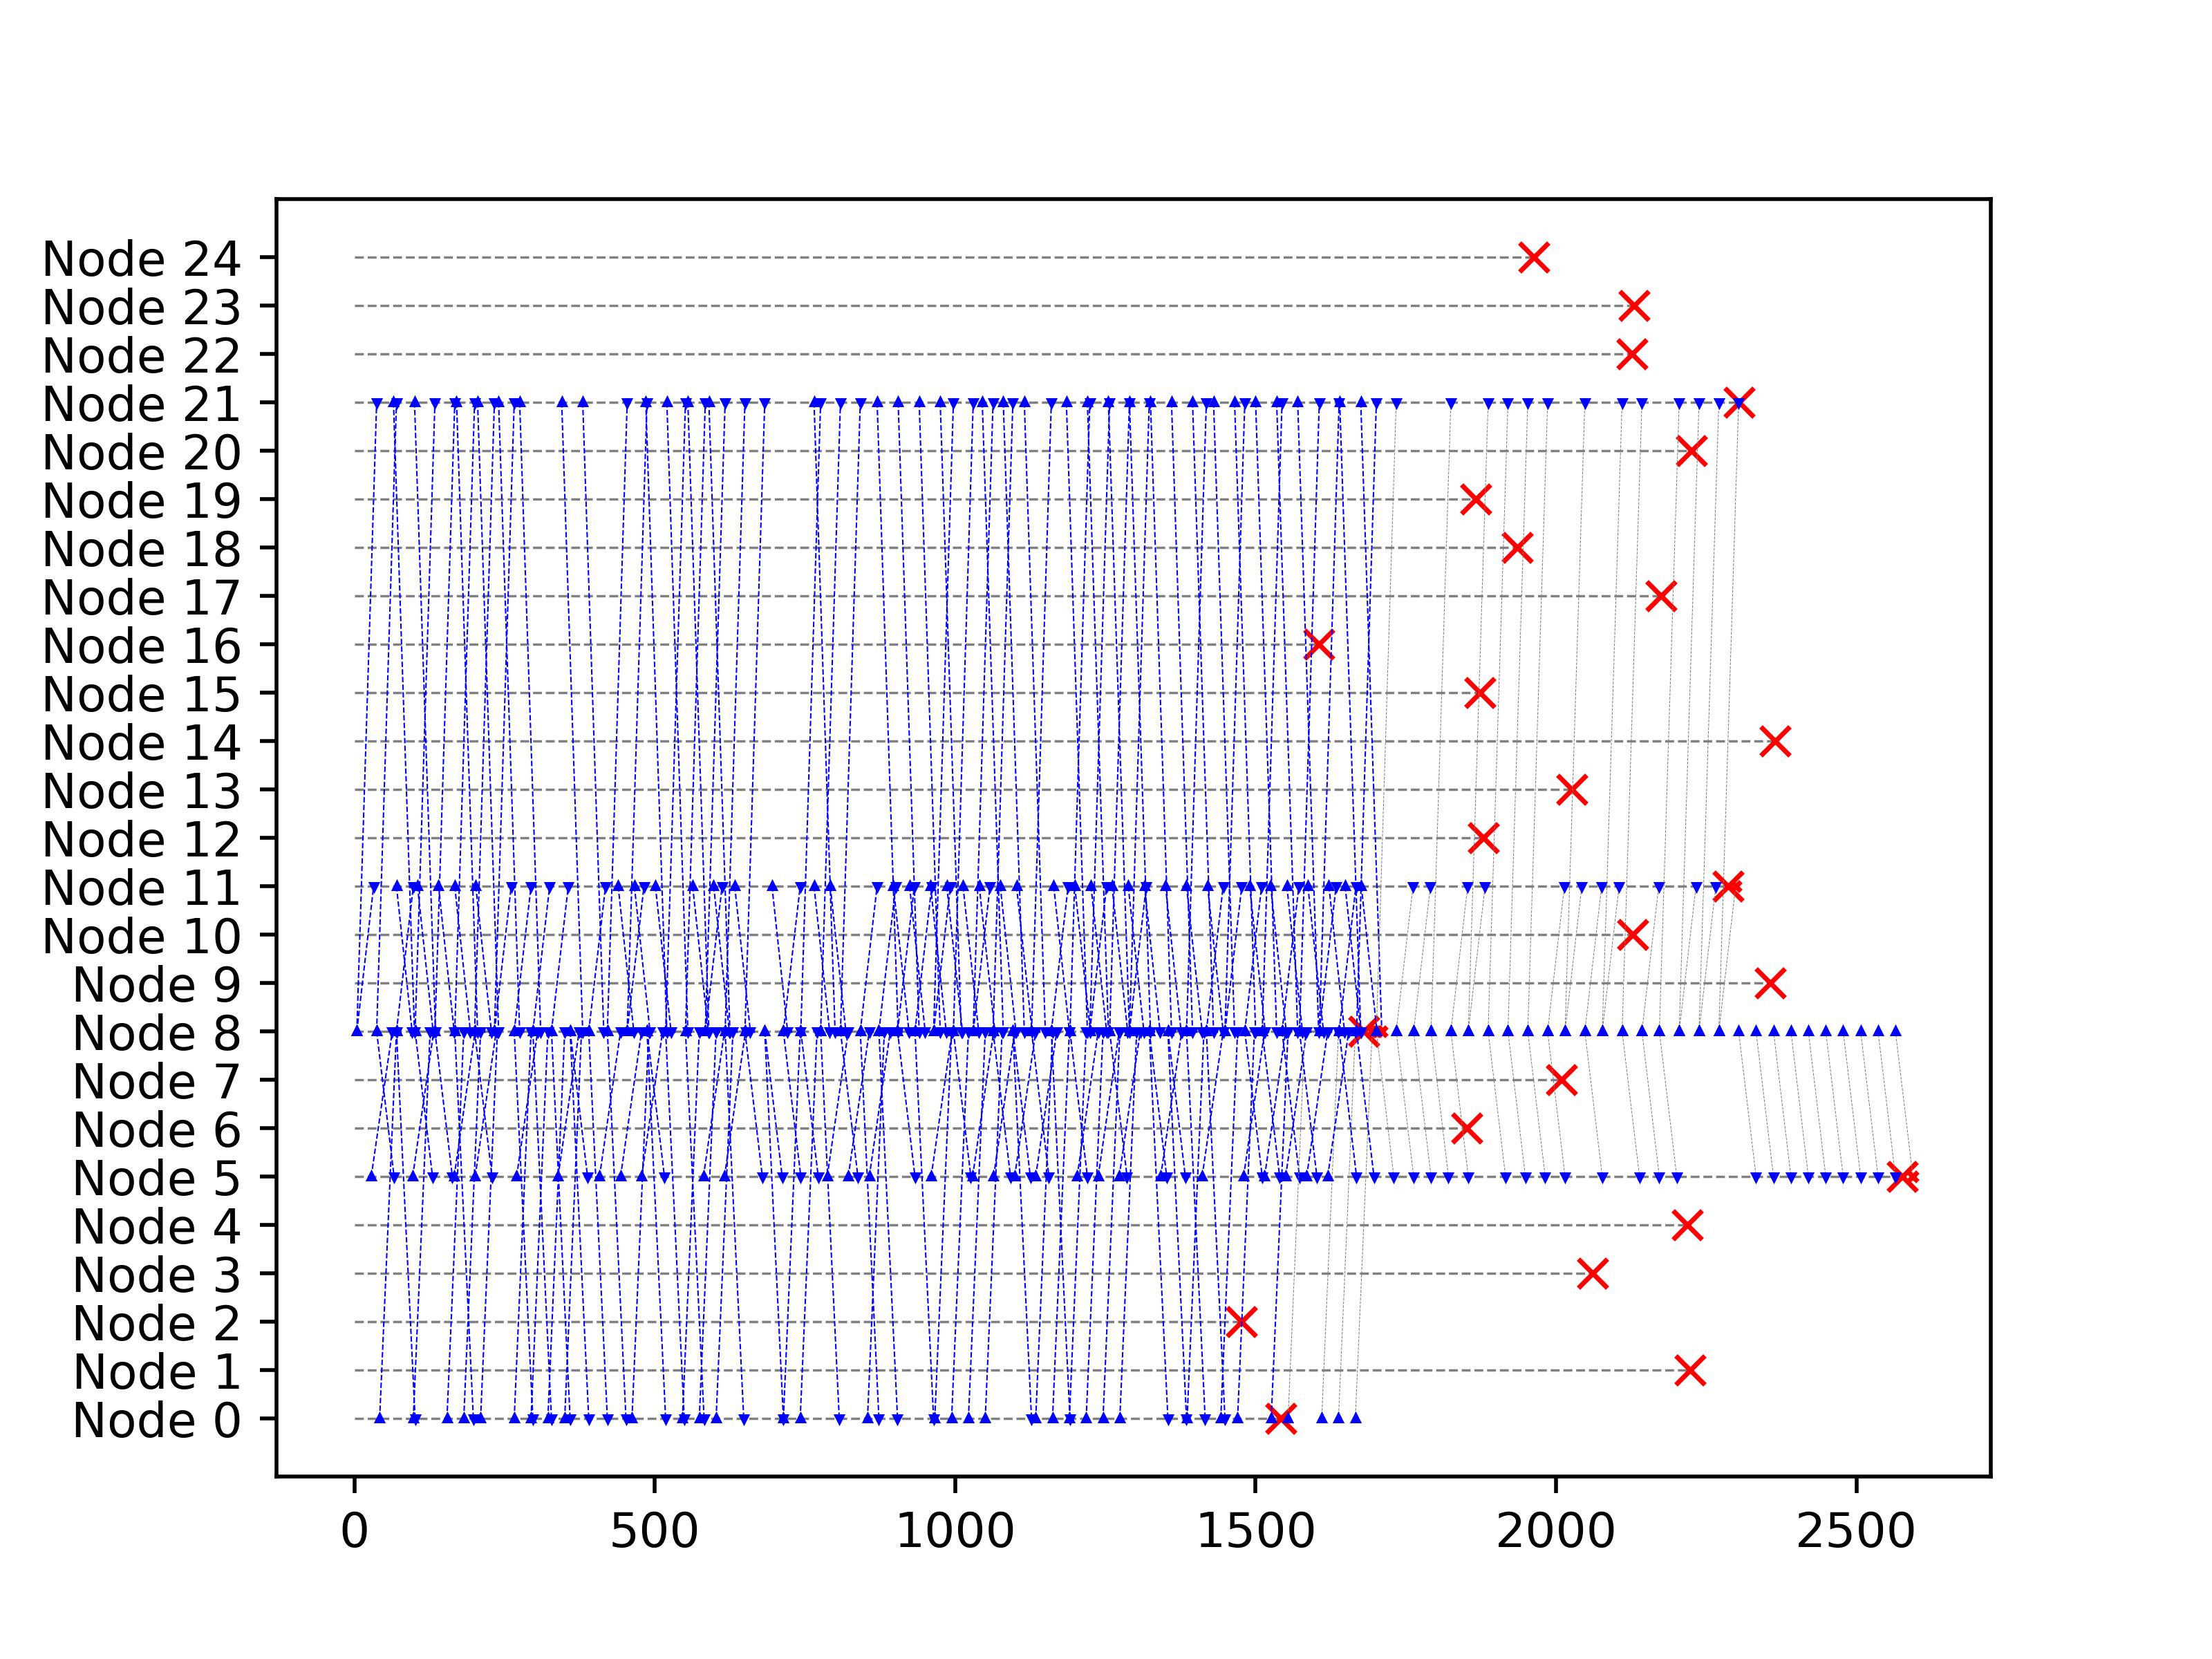 Node 24
Node 23
Node 22
Node 21
Node 20
Node 19
Node 18
Node 17
Node 16
Node 15
Node 14
Node 13
Node 12
Node 11
Node 10
Node 9
Node 8
Node 7
Node 6
Node 5
Node 4
Node 3
Node 2
Node 1
Node 0
0 500 1000 1500 2000 2500